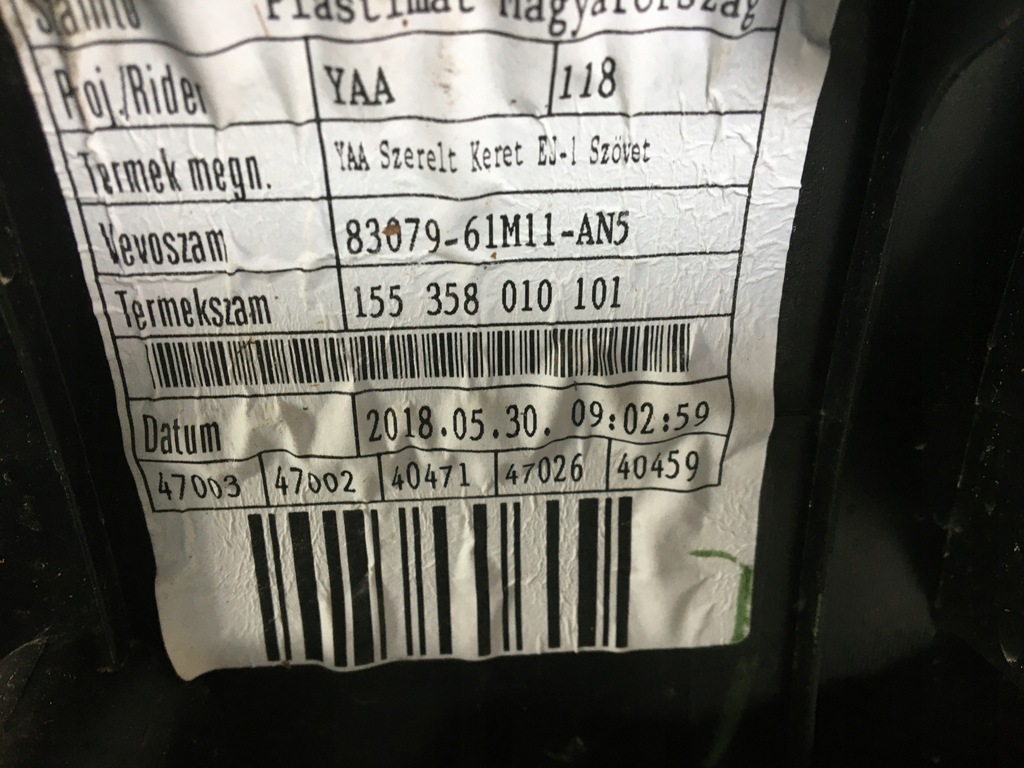 Plastimat Magyarország
Proj./Rider YAA 118
Termek megn. YAA Szerelt Keret EJ-1 Szövet
Vevoszam 83079-61M11-AN5
Termekszam 155 358 010 101
Datum 2018.05.30. 09:02:59
47003 47002 40471 47026 40459